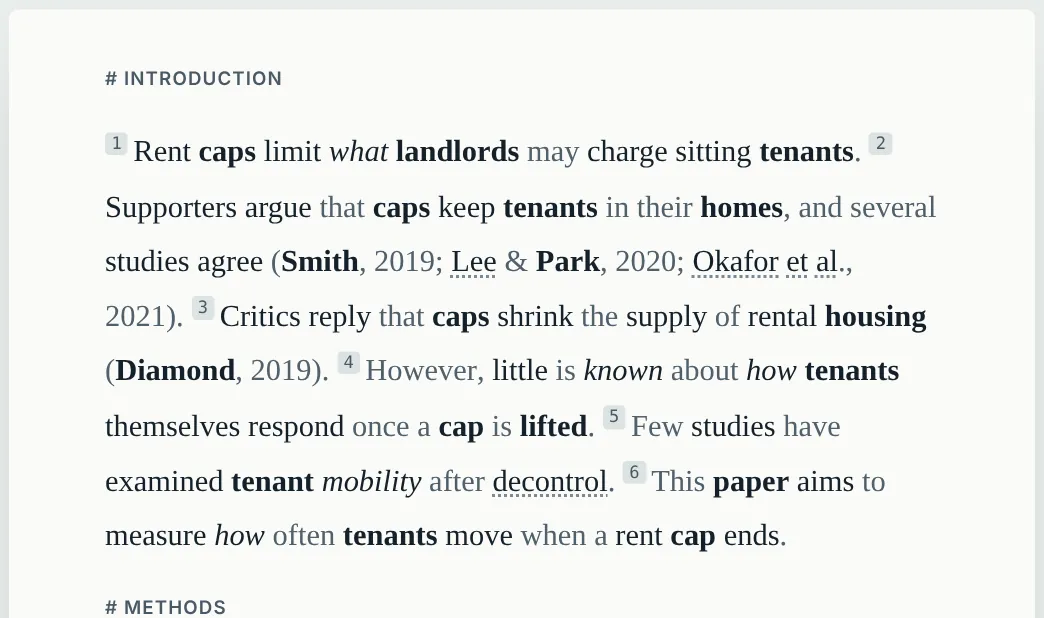 # INTRODUCTION
1 Rent caps limit what landlords may charge sitting tenants. 2
Supporters argue that caps keep tenants in their homes, and several
studies agree (Smith, 2019; Lee & Park, 2020; Okafor et al.,
2021). 3 Critics reply that caps shrink the supply of rental housing
(Diamond, 2019). 4 However, little is known about how tenants
themselves respond once a cap is lifted. 5 Few studies have
examined tenant mobility after decontrol. 6 This paper aims to
measure how often tenants move when a rent cap ends.
# METHODS